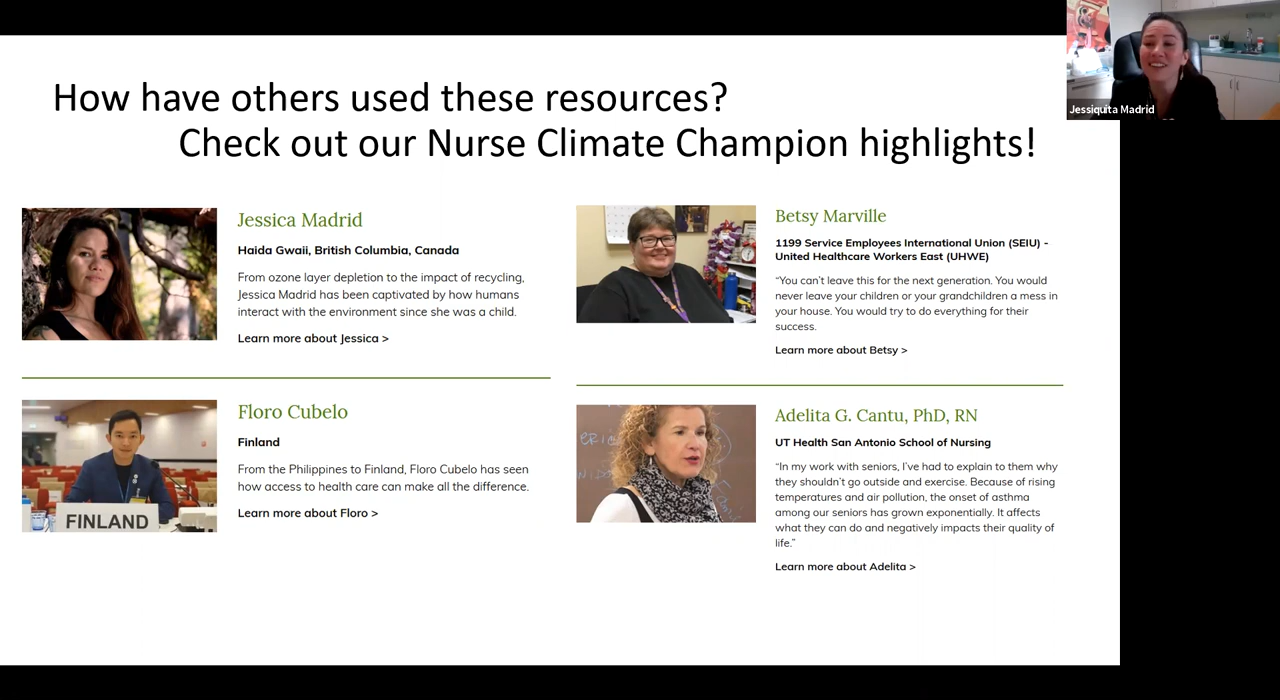 How have others used these resources?
Check out our Nurse Climate Champion highlights!
Jessiquita Madrid
Jessica Madrid
Haida Gwaii, British Columbia, Canada
From ozone layer depletion to the impact of recycling,
Jessica Madrid has been captivated by how humans
interact with the environment since she was a child.
Learn more about Jessica >
Floro Cubelo
Finland
From the Philippines to Finland, Floro Cubelo has seen
how access to health care can make all the difference.
Learn more about Floro >
FINLAND
Betsy Marville
1199 Service Employees International Union (SEIU) -
United Healthcare Workers East (UHWE)
“You can’t leave this for the next generation. You would
never leave your children or your grandchildren a mess in
your house. You would try to do everything for their
success.
Learn more about Betsy >
Adelita G. Cantu, PhD, RN
UT Health San Antonio School of Nursing
“In my work with seniors, I’ve had to explain to them why
they shouldn’t go outside and exercise. Because of rising
temperatures and air pollution, the onset of asthma
among our seniors has grown exponentially. It affects
what they can do and negatively impacts their quality of
life.”
Learn more about Adelita >